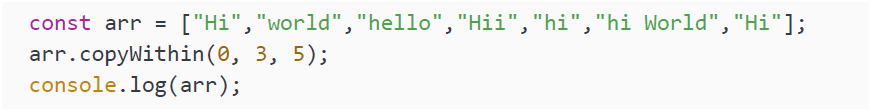 const arr = ["Hi","world","hello","Hii","hi","hi World","Hi"];
arr.copyWithin(0, 3, 5);
console.log(arr);